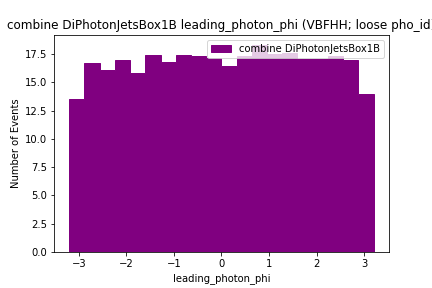 combine DiPhotonJetsBox1B leading_photon_phi (VBFHH; loose pho_id
combine DiPhotonJetsBox1B
Number of Events
17.5
15.0
12.5
10.0
7.5
5.0
2.5
0.0
−3 −2 −1 0 1 2 3
leading_photon_phi